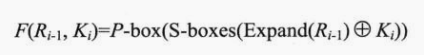 F(Rᵢ₋₁, Kᵢ)=P-box(S-boxes(Expand(Rᵢ₋₁)⊕Kᵢ))